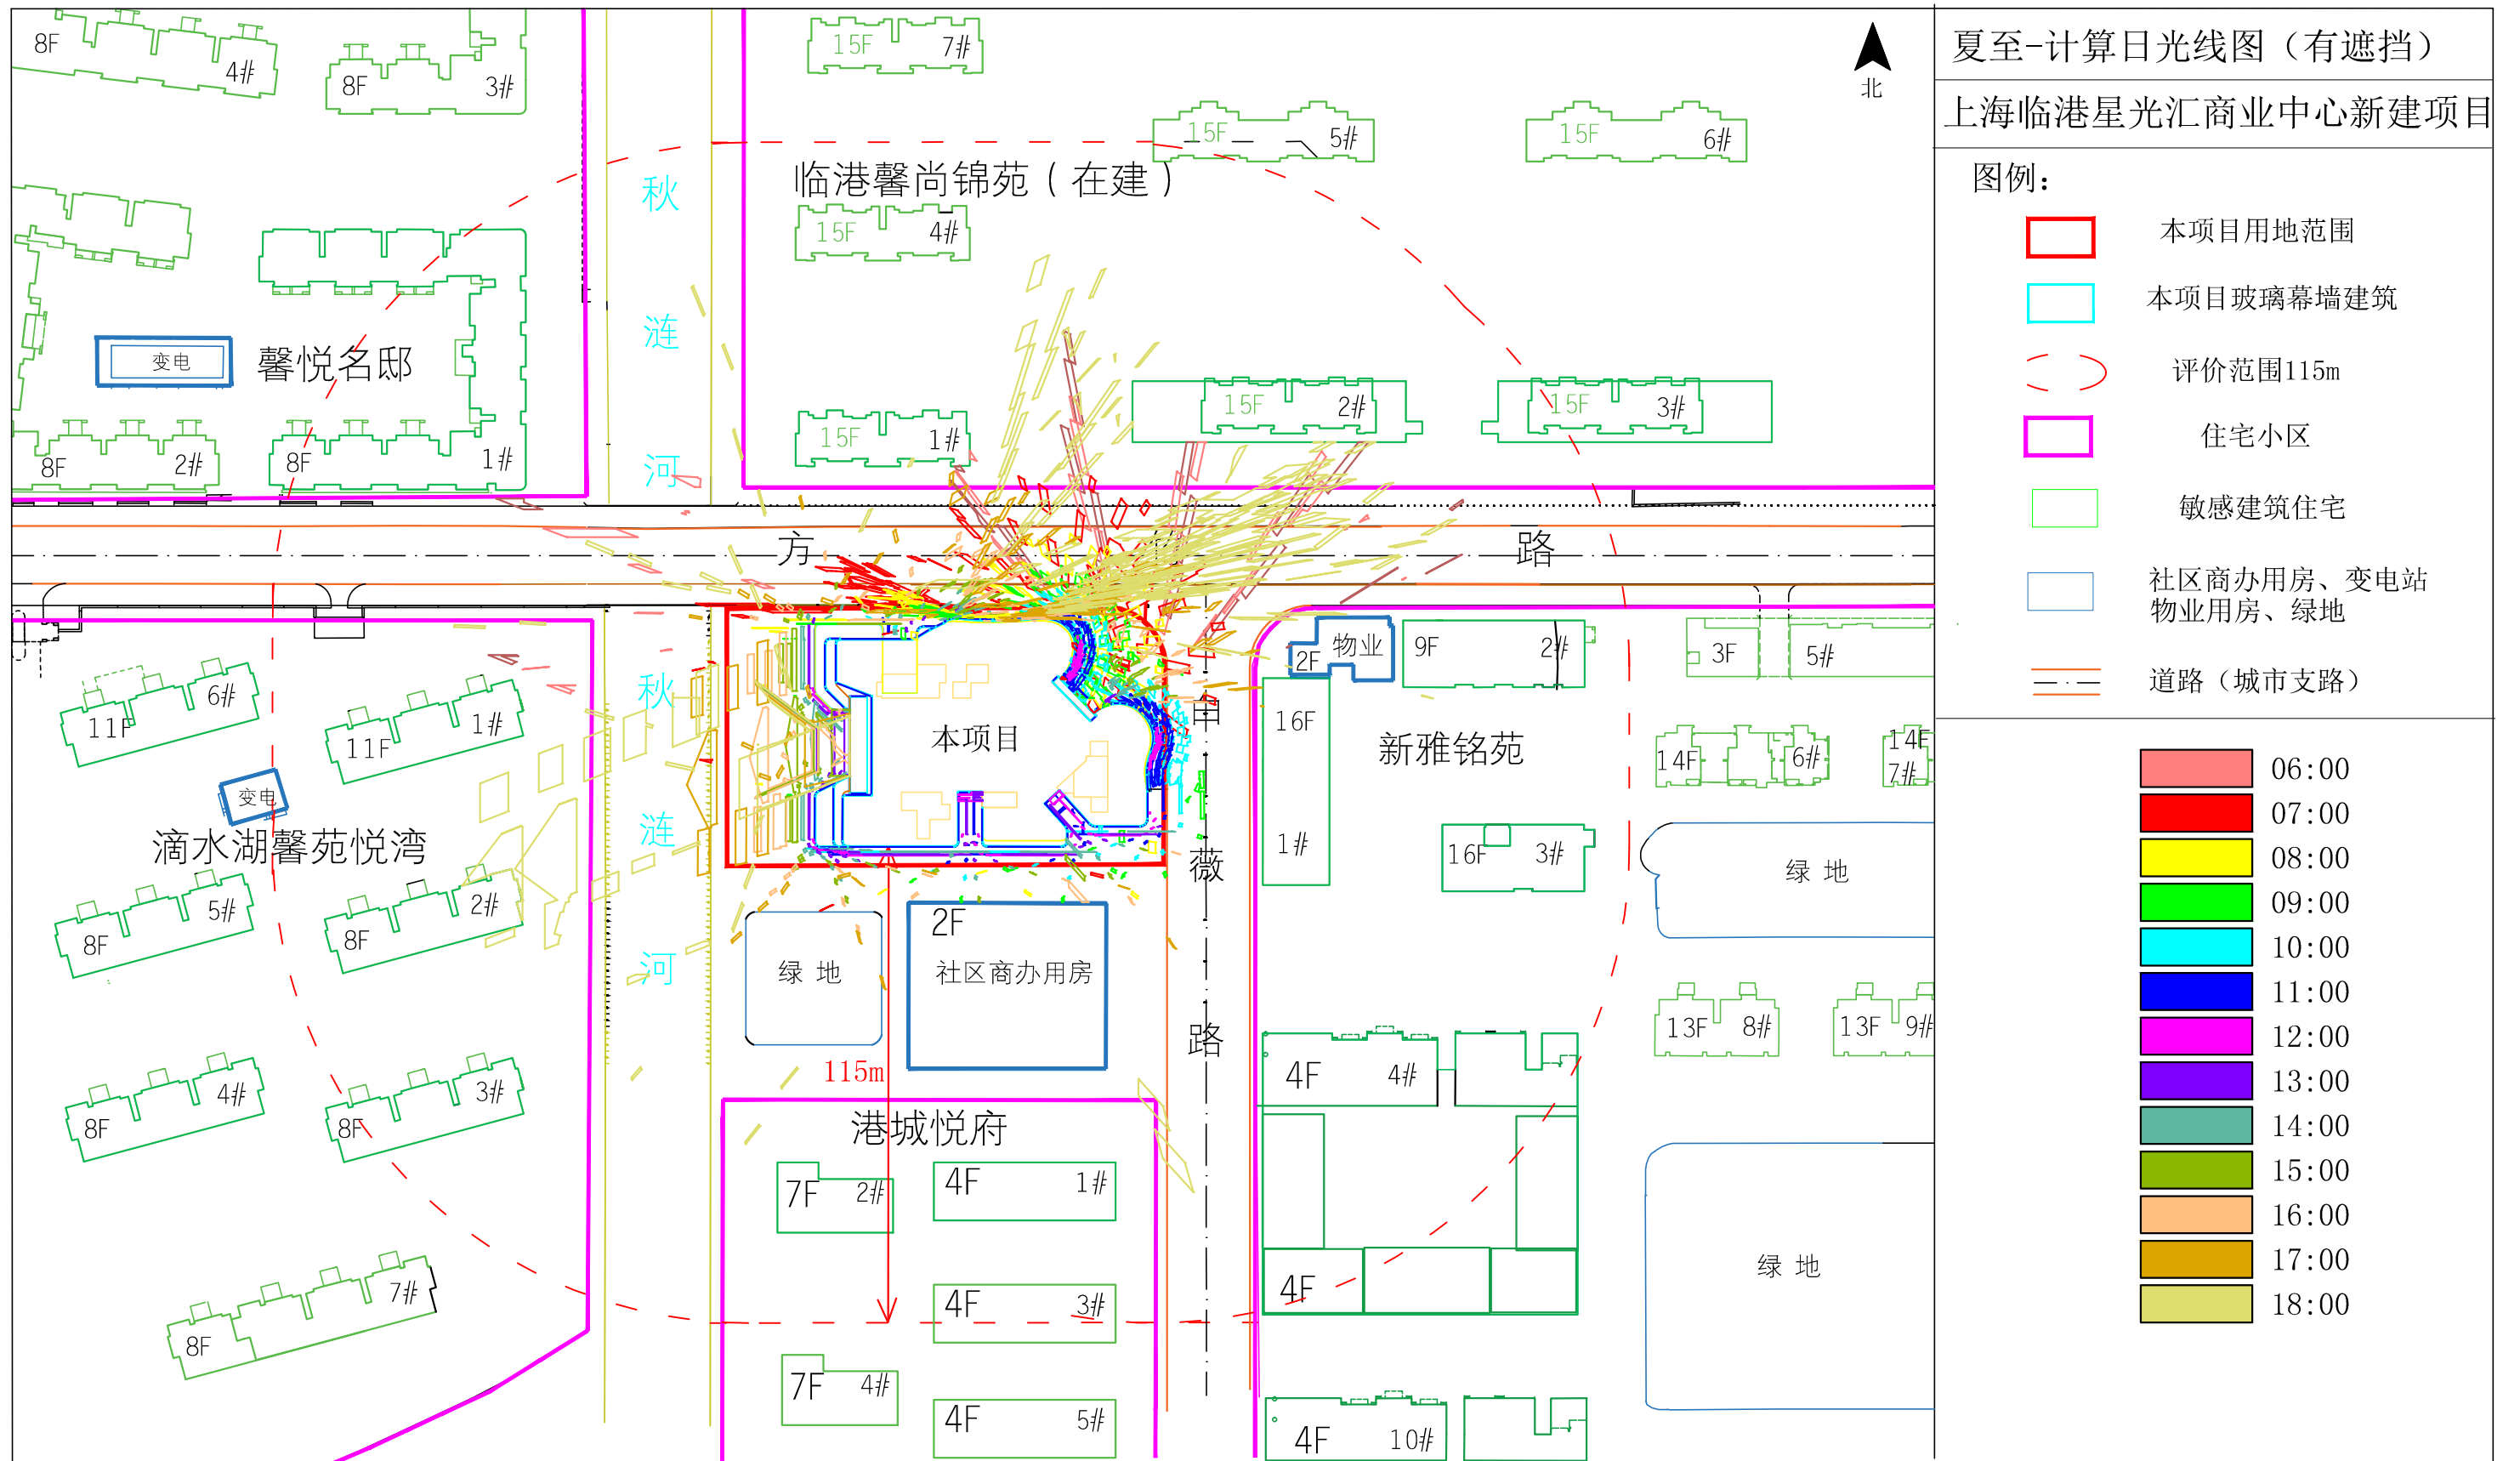 夏至-计算日光线图（有遮挡）
上海临港星光汇商业中心新建项目
图例：
本项目用地范围
本项目玻璃幕墙建筑
评价范围115m
住宅小区
敏感建筑住宅
社区商办用房、变电站
物业用房、绿地
道路（城市支路）
06:00
07:00
08:00
09:00
10:00
11:00
12:00
13:00
14:00
15:00
16:00
17:00
18:00
北
8F
4#
8F
3#
15F
7#
15F
5#
15F
6#
临港馨尚锦苑（在建）
秋
涟
河
15F
4#
变电
馨悦名邸
8F
2#
8F
1#
15F
1#
15F
2#
15F
3#
方
路
11F
6#
11F
1#
变电
滴水湖馨苑悦湾
8F
5#
8F
2#
8F
4#
8F
3#
8F
7#
秋
涟
河
本项目
薇
路
2F
物业
9F
2#
3F
5#
16F
1#
新雅铭苑
14F
6#
14F
7#
16F
3#
绿 地
绿 地
2F
社区商办用房
13F
8#
13F
9#
115m
港城悦府
7F
2#
4F
1#
4F
3#
7F
4#
4F
5#
4F
4#
4F
绿 地
4F
10#